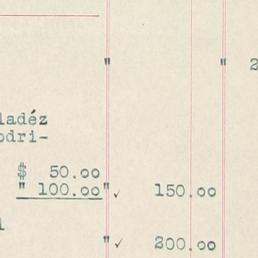 " 2
ladéz
odri-
$ 50.00
" 100.00 " ✓ 150.00
" ✓ 200.00